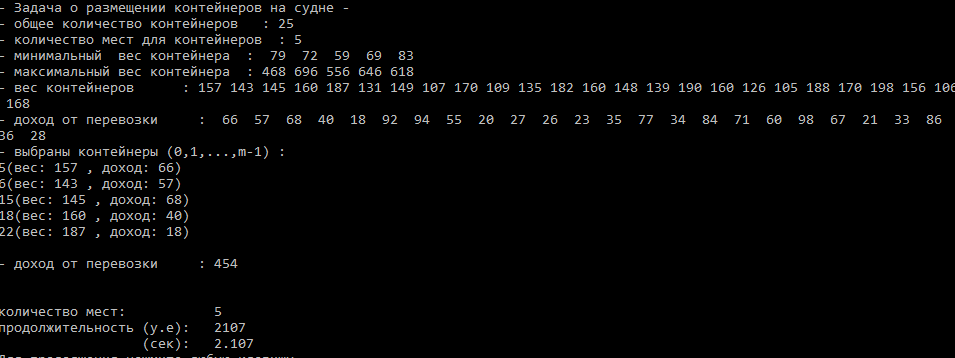 - Задача о размещении контейнеров на судне -
- общее количество контейнеров : 25
- количество мест для контейнеров : 5
- минимальный вес контейнера : 79 72 59 69 83
- максимальный вес контейнера : 468 696 556 646 618
- вес контейнеров : 157 143 145 160 187 131 149 107 170 109 135 182 160 148 139 190 160 126 105 188 170 198 156 106
168
- доход от перевозки : 66 57 68 40 18 92 94 55 20 27 26 23 35 77 34 84 71 60 98 67 21 33 86
36 28
- выбраны контейнеры (0,1,...,m-1) :
5(вес: 157 , доход: 66)
6(вес: 143 , доход: 57)
15(вес: 145 , доход: 68)
18(вес: 160 , доход: 40)
22(вес: 187 , доход: 18)
- доход от перевозки : 454
количество мест: 5
продолжительность (у.е): 2107
(сек): 2.107